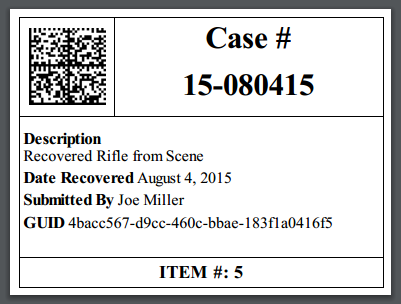 Case #
15-080415
Description
Recovered Rifle from Scene
Date Recovered August 4, 2015
Submitted By Joe Miller
GUID 4bacc567-d9cc-460c-bbae-183f1a0416f5
ITEM #: 5